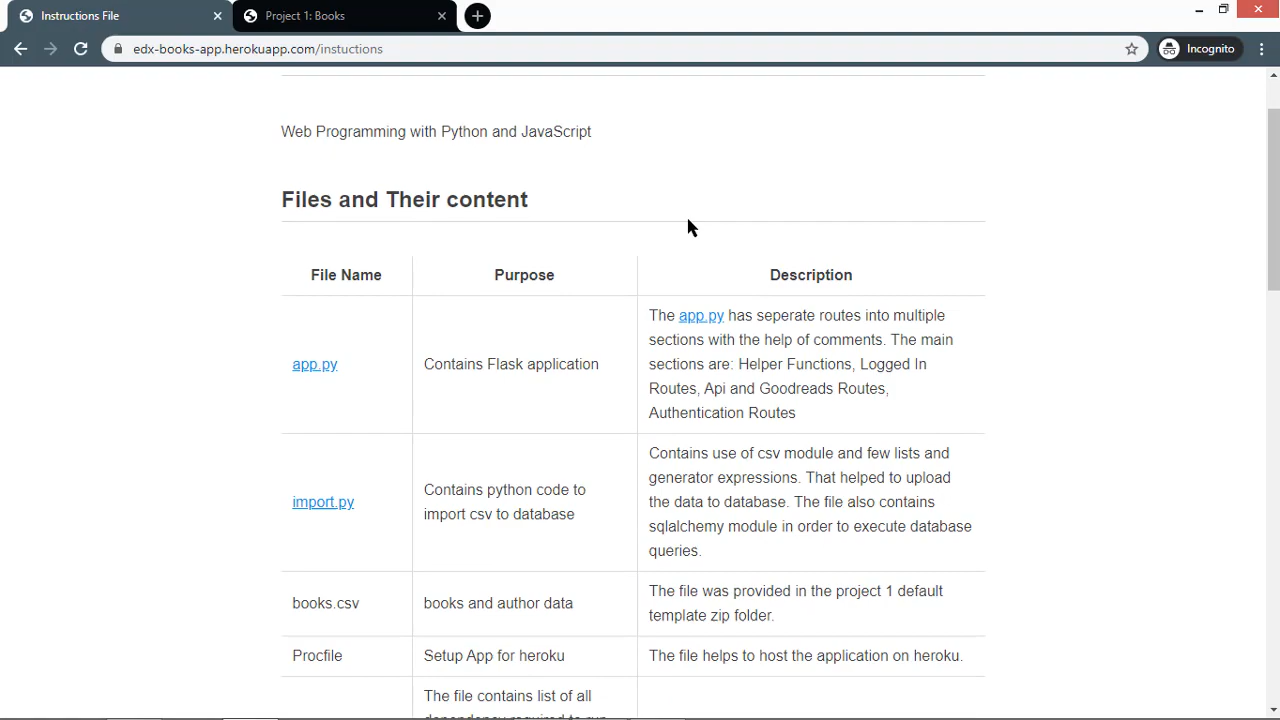 Instructions File
Project 1: Books
edx-books-app.herokuapp.com/instuctions
Incognito
Web Programming with Python and JavaScript
Files and Their content
File Name
Purpose
Description
app.py
Contains Flask application
The app.py has seperate routes into multiple
sections with the help of comments. The main
sections are: Helper Functions, Logged In
Routes, Api and Goodreads Routes,
Authentication Routes
import.py
Contains python code to
import csv to database
Contains use of csv module and few lists and
generator expressions. That helped to upload
the data to database. The file also contains
sqlalchemy module in order to execute database
queries.
books.csv
books and author data
The file was provided in the project 1 default
template zip folder.
Procfile
Setup App for heroku
The file helps to host the application on heroku.
The file contains list of all
dependency required to run